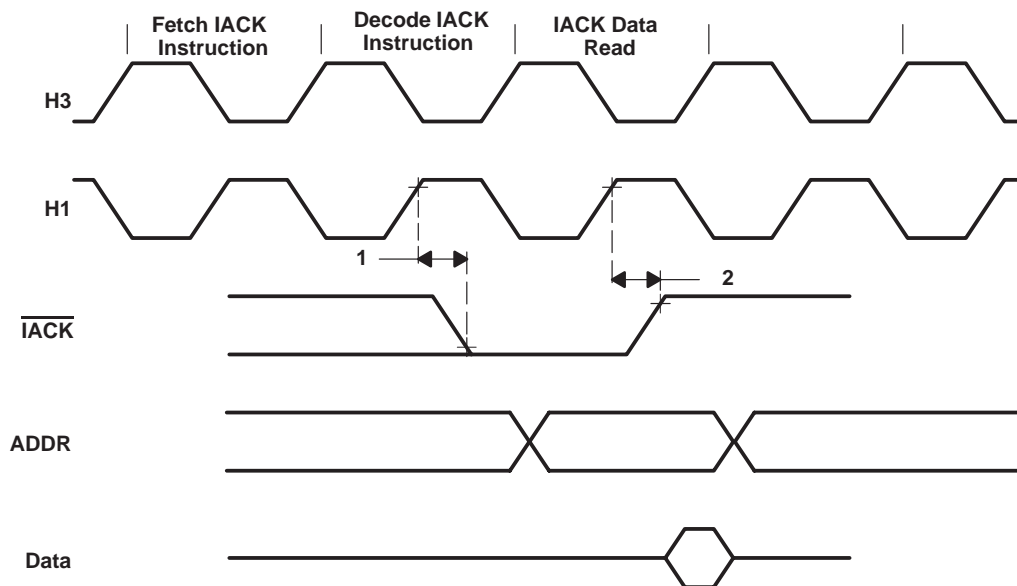 Fetch IACK
Instruction
Decode IACK
Instruction
IACK Data
Read
H3
H1
1
2
IACK
ADDR
Data